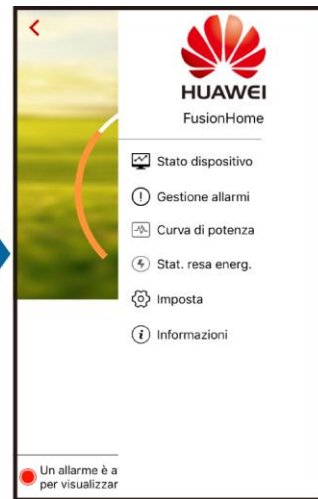 HUAWEI
FusionHome
Stato dispositivo
Gestione allarmi
Curva di potenza
Stat. resa energ.
Imposta
Informazioni
Un allarme è a
per visualizzar